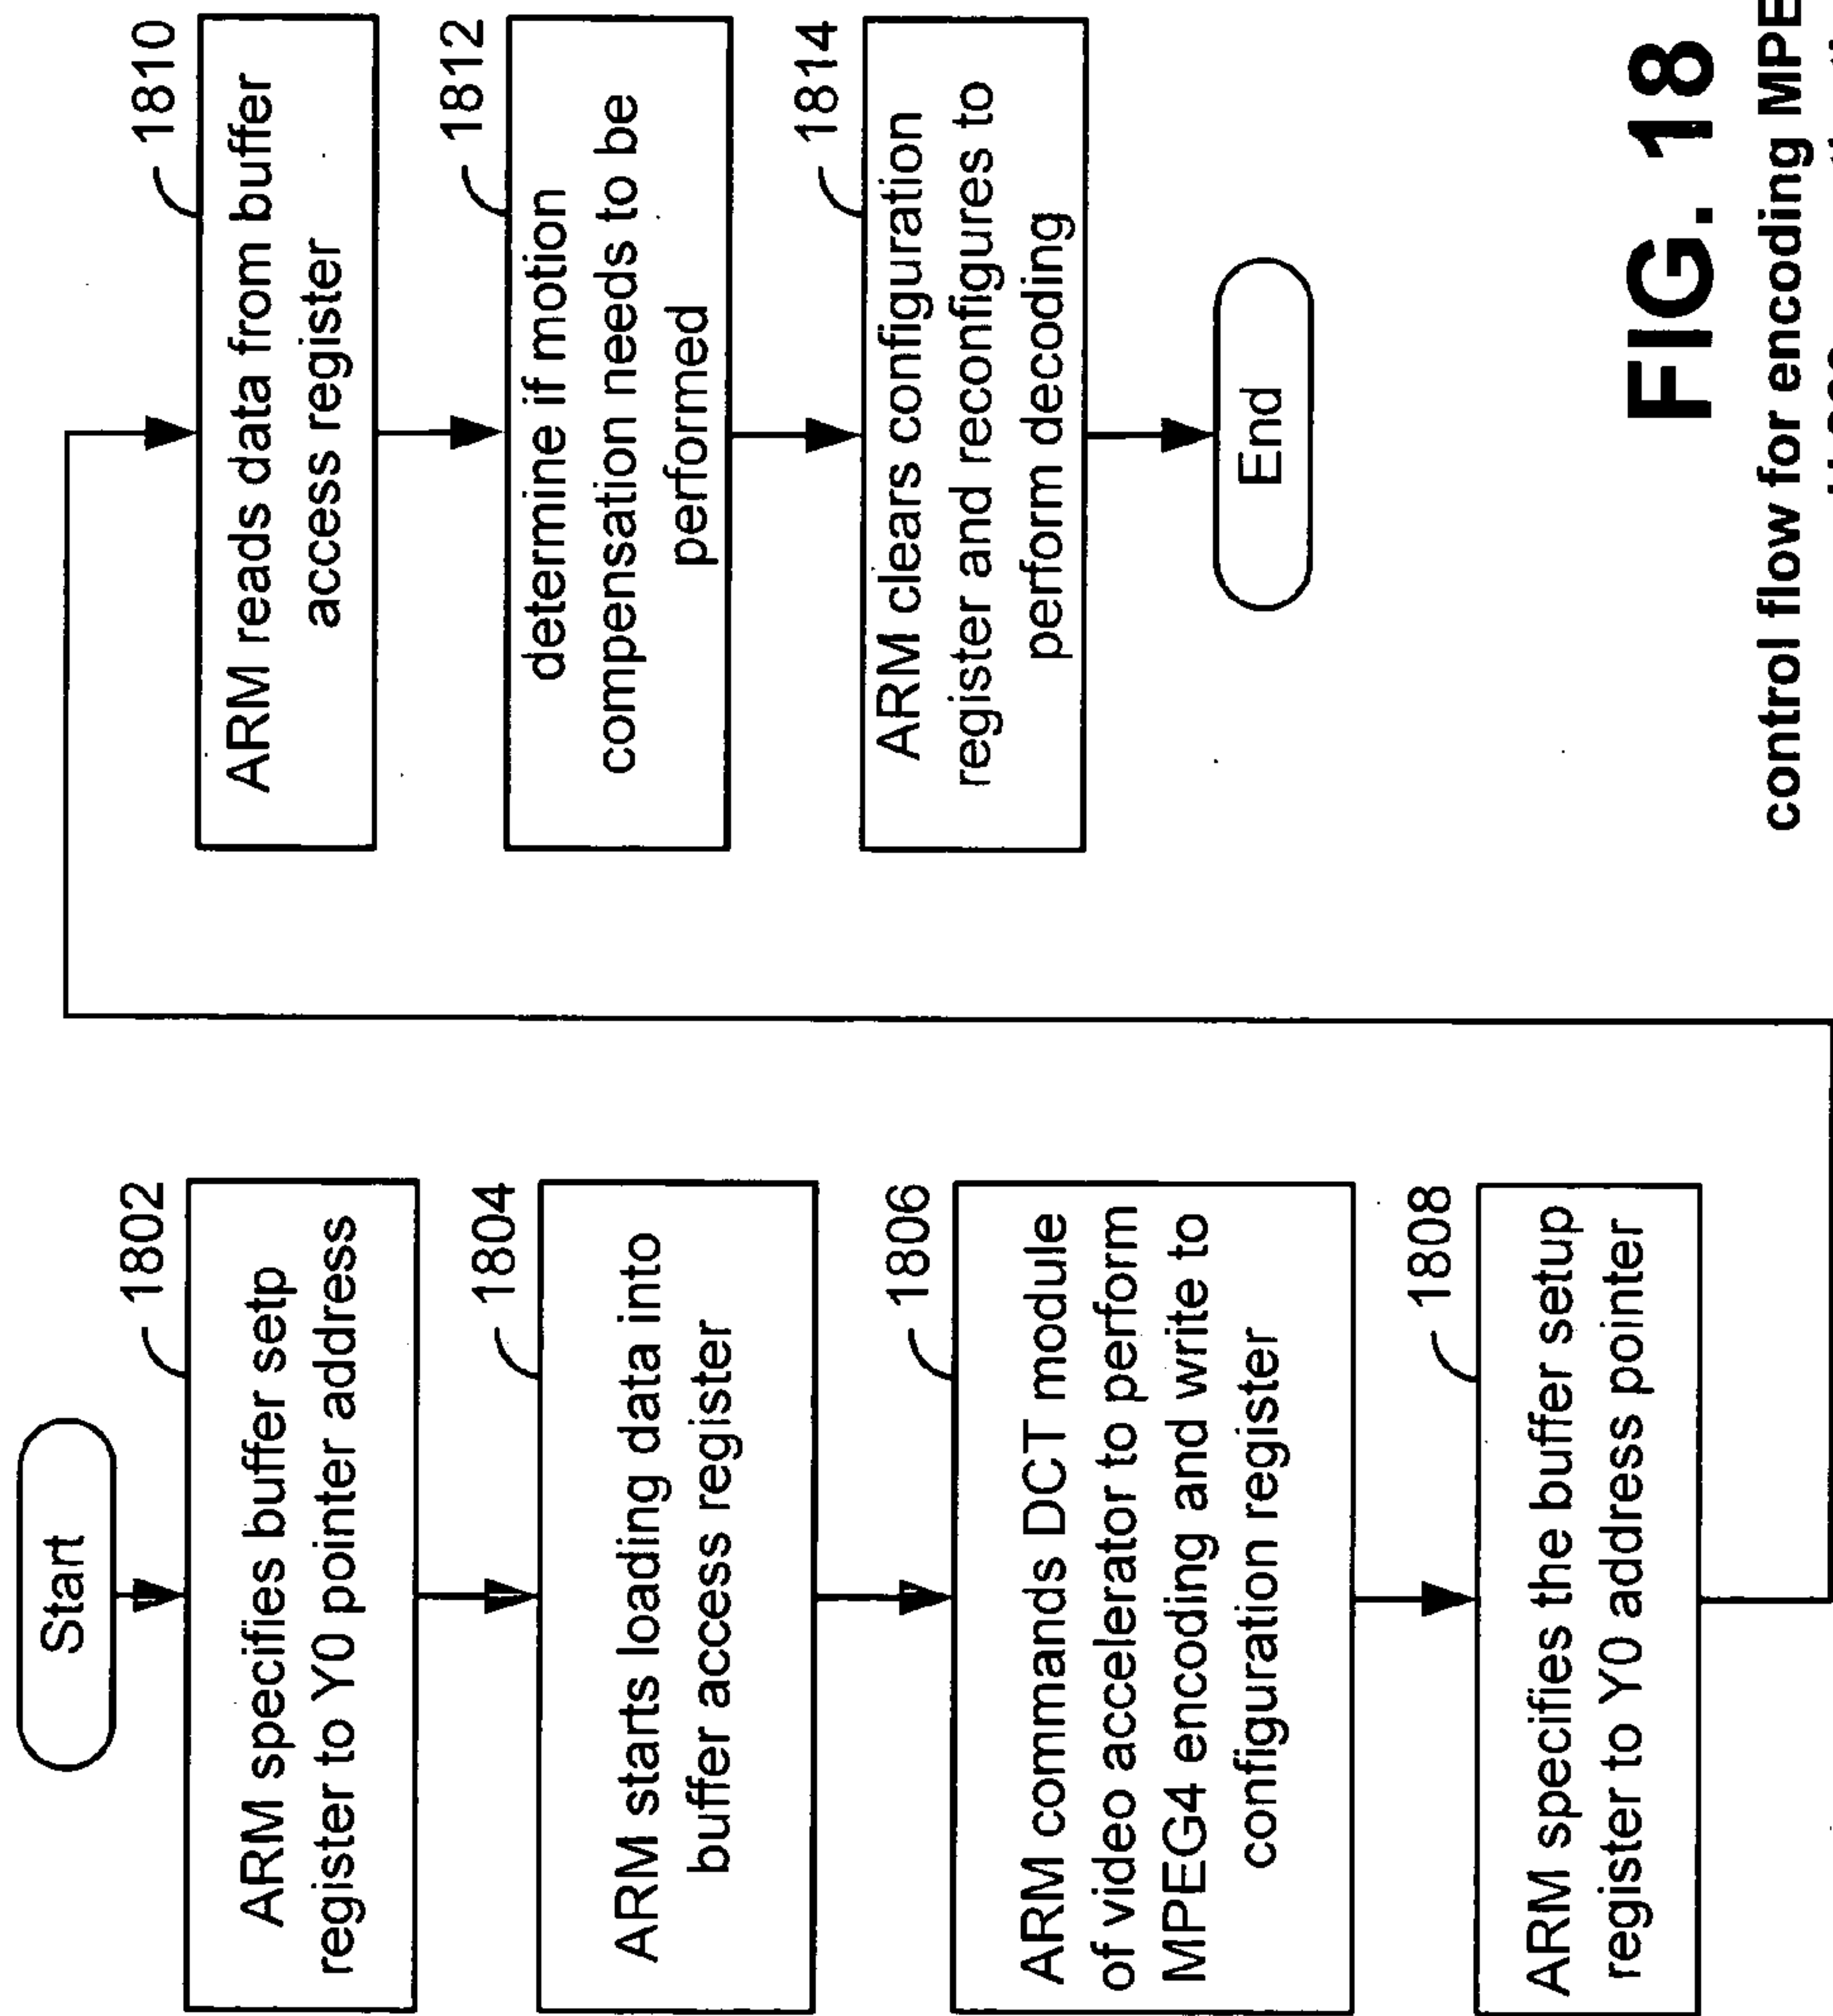 Start
1802
ARM specifies buffer setp
register to Y0 pointer address
1804
ARM starts loading data into
buffer access register
1806
ARM commands DCT module
of video accelerator to perform
MPEG4 encoding and write to
configuration register
1808
ARM specifies the buffer setup
register to Y0 address pointer
1810
ARM reads data from buffer
access register
1812
determine if motion
compensation needs to be
performed
1814
ARM clears configuration
register and reconfigures to
perform decoding
End
FIG. 18
control flow for encoding MPE